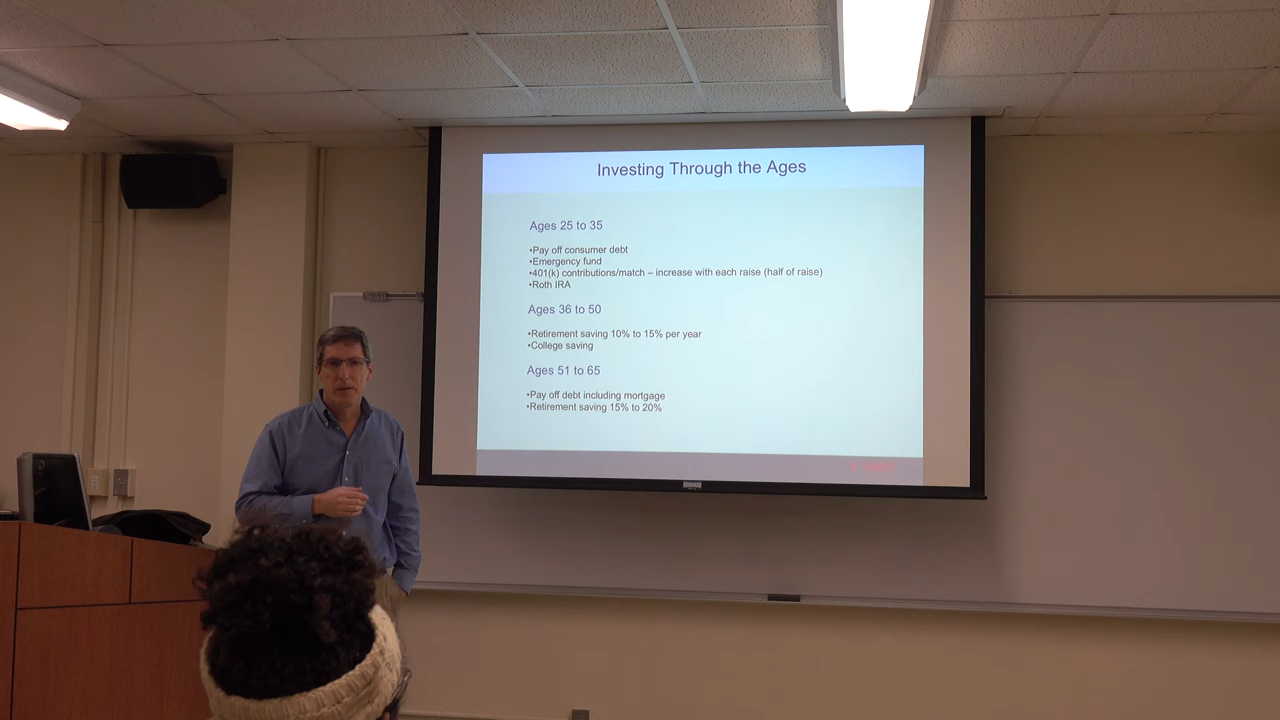 Investing Through the Ages
Ages 25 to 35
•Pay off consumer debt
•Emergency fund
•401(k) contributions/match – increase with each raise (half of raise)
•Roth IRA
Ages 36 to 50
•Retirement saving 10% to 15% per year
•College saving
Ages 51 to 65
•Pay off debt including mortgage
•Retirement saving 15% to 20%